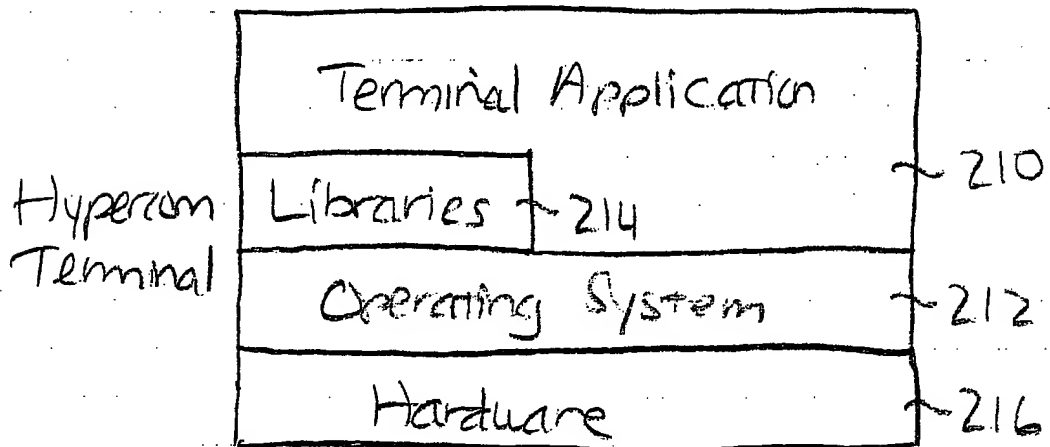 Terminal Application
~210
Hypercom Libraries ~214
Terminal
Operating System ~212
Hardware ~216